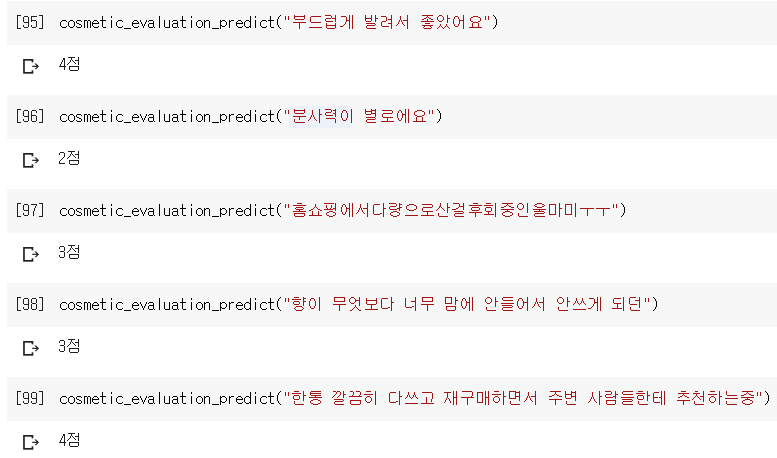 [95] cosmetic_evaluation_predict("부드럽게 발려서 좋았어요")
4점
[96] cosmetic_evaluation_predict("분사력이 별로에요")
2점
[97] cosmetic_evaluation_predict("홈쇼핑에서다량으로산걸후회중인울마미ㅜㅜ")
3점
[98] cosmetic_evaluation_predict("향이 무엇보다 너무 맘에 안들어서 안쓰게 되던")
3점
[99] cosmetic_evaluation_predict("한통 깔끔히 다쓰고 재구매하면서 주변 사람들한테 추천하는중")
4점